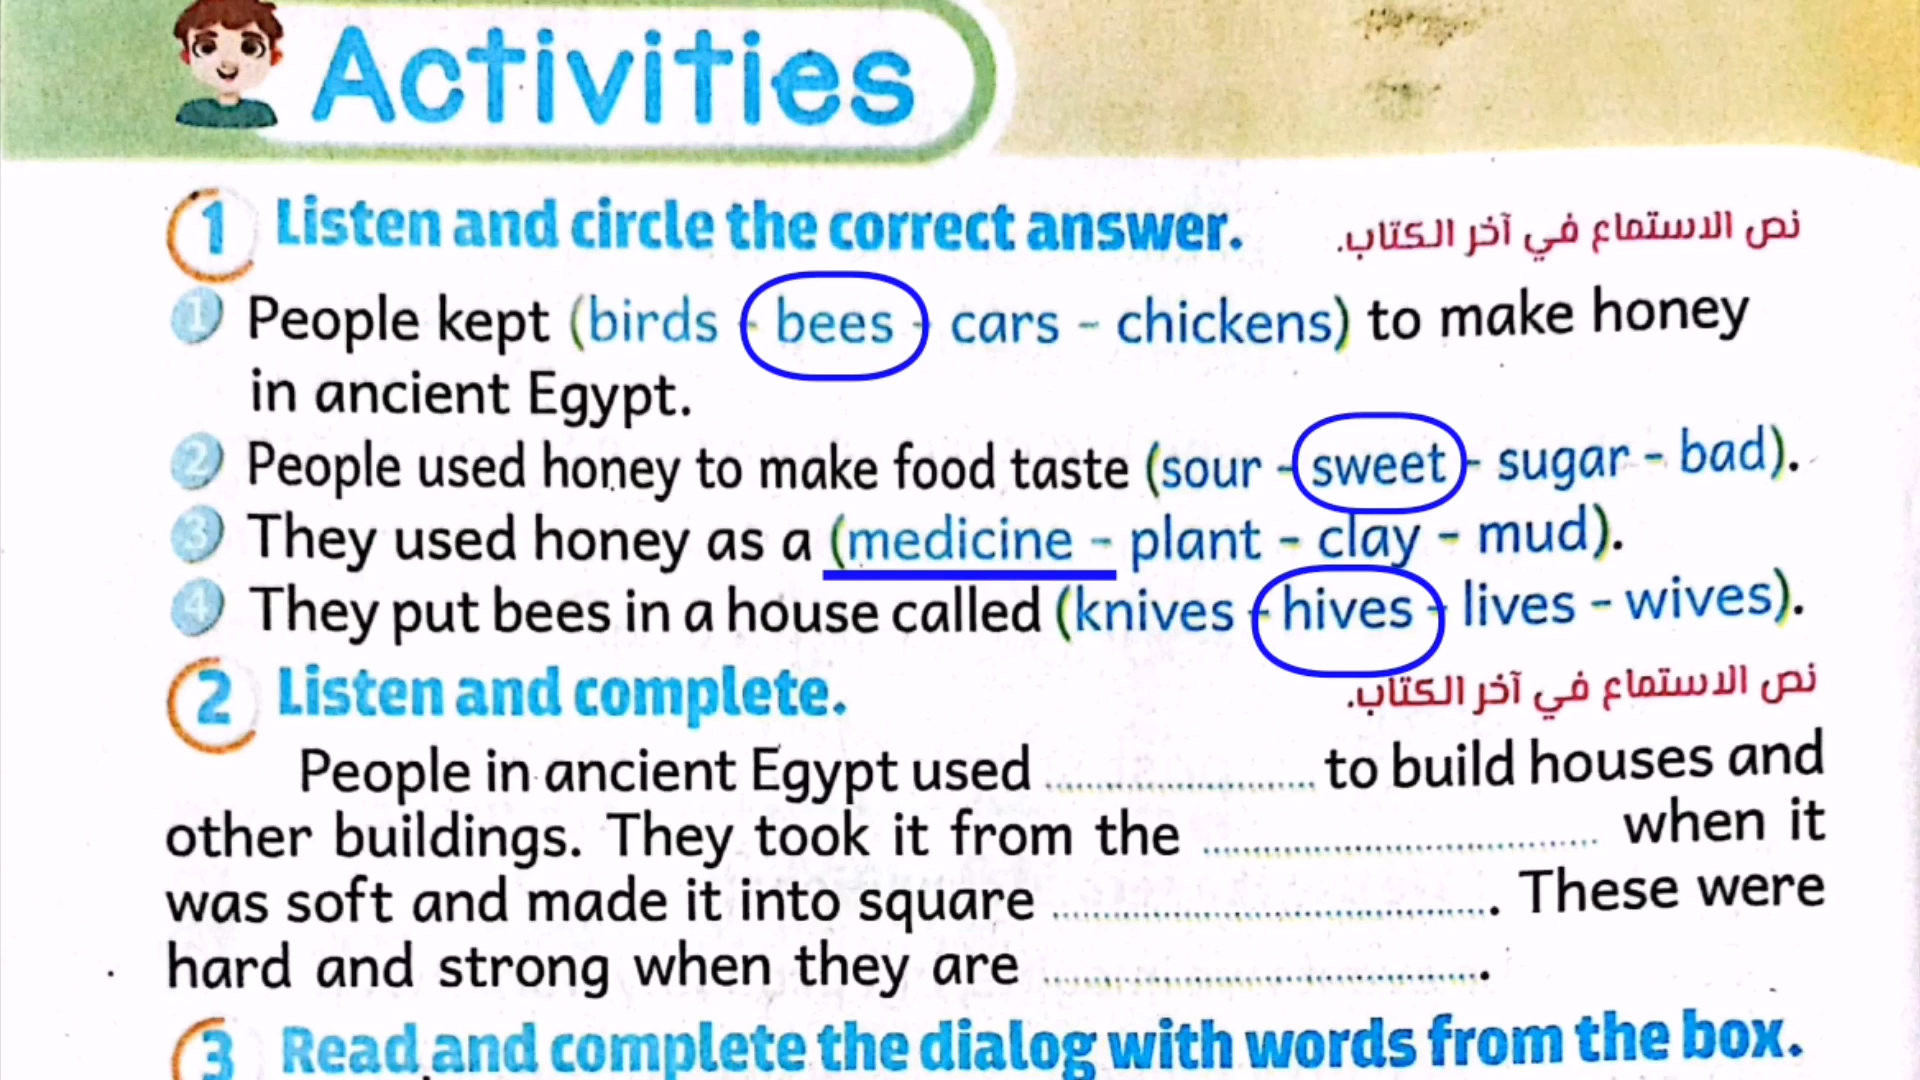 Activities
1 Listen and circle the correct answer. نص الاستماع في آخر الكتاب.
1 People kept (birds - bees - cars - chickens) to make honey
in ancient Egypt.
2 People used honey to make food taste (sour - sweet - sugar - bad).
3 They used honey as a (medicine - plant - clay - mud).
4 They put bees in a house called (knives - hives - lives - wives).
2 Listen and complete. نص الاستماع في آخر الكتاب.
People in ancient Egypt used .................... to build houses and
other buildings. They took it from the .................... when it
was soft and made it into square .................... . These were
hard and strong when they are .................... .
3 Read and complete the dialog with words from the box.